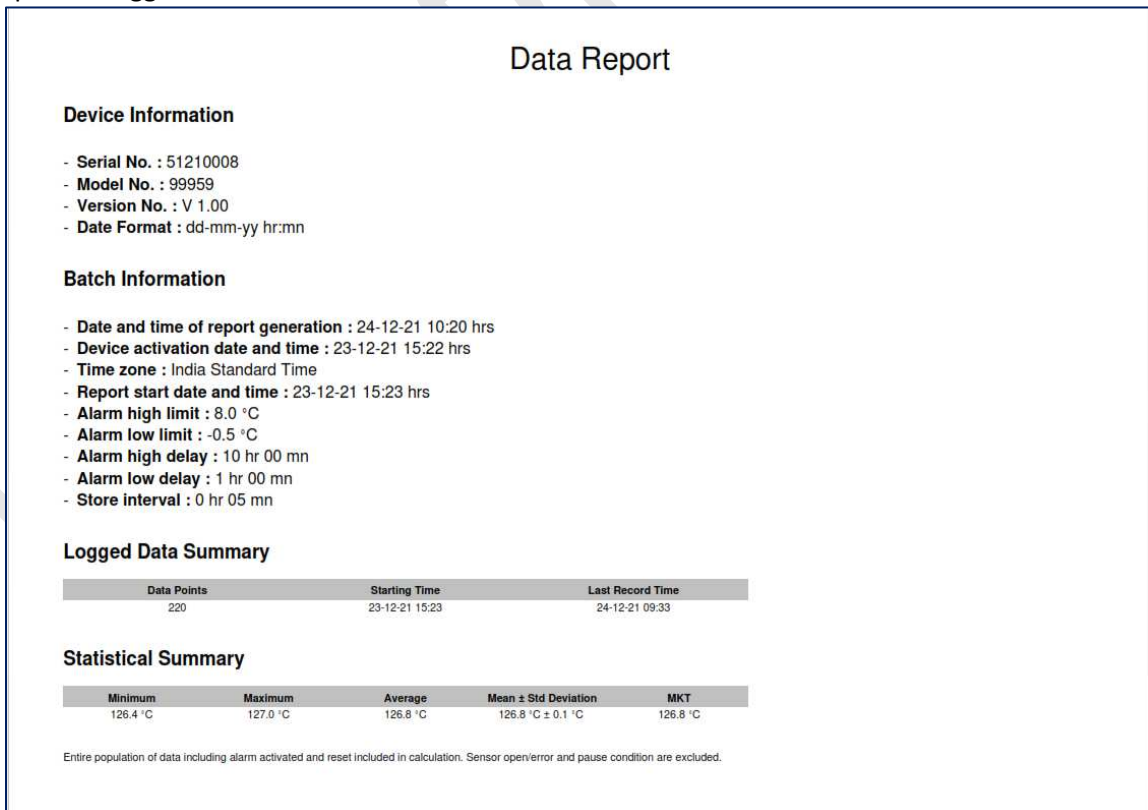 Data Report
Device Information
- Serial No. : 51210008
- Model No. : 99959
- Version No. : V 1.00
- Date Format : dd-mm-yy hr:mn
Batch Information
- Date and time of report generation : 24-12-21 10:20 hrs
- Device activation date and time : 23-12-21 15:22 hrs
- Time zone : India Standard Time
- Report start date and time : 23-12-21 15:23 hrs
- Alarm high limit : 8.0 °C
- Alarm low limit : -0.5 °C
- Alarm high delay : 10 hr 00 mn
- Alarm low delay : 1 hr 00 mn
- Store interval : 0 hr 05 mn
Logged Data Summary
Data Points Starting Time Last Record Time
220 23-12-21 15:23 24-12-21 09:33
Statistical Summary
Minimum Maximum Average Mean ± Std Deviation MKT
126.4 °C 127.0 °C 126.8 °C 126.8 °C ± 0.1 °C 126.8 °C
Entire population of data including alarm activated and reset included in calculation. Sensor open/error and pause condition are excluded.